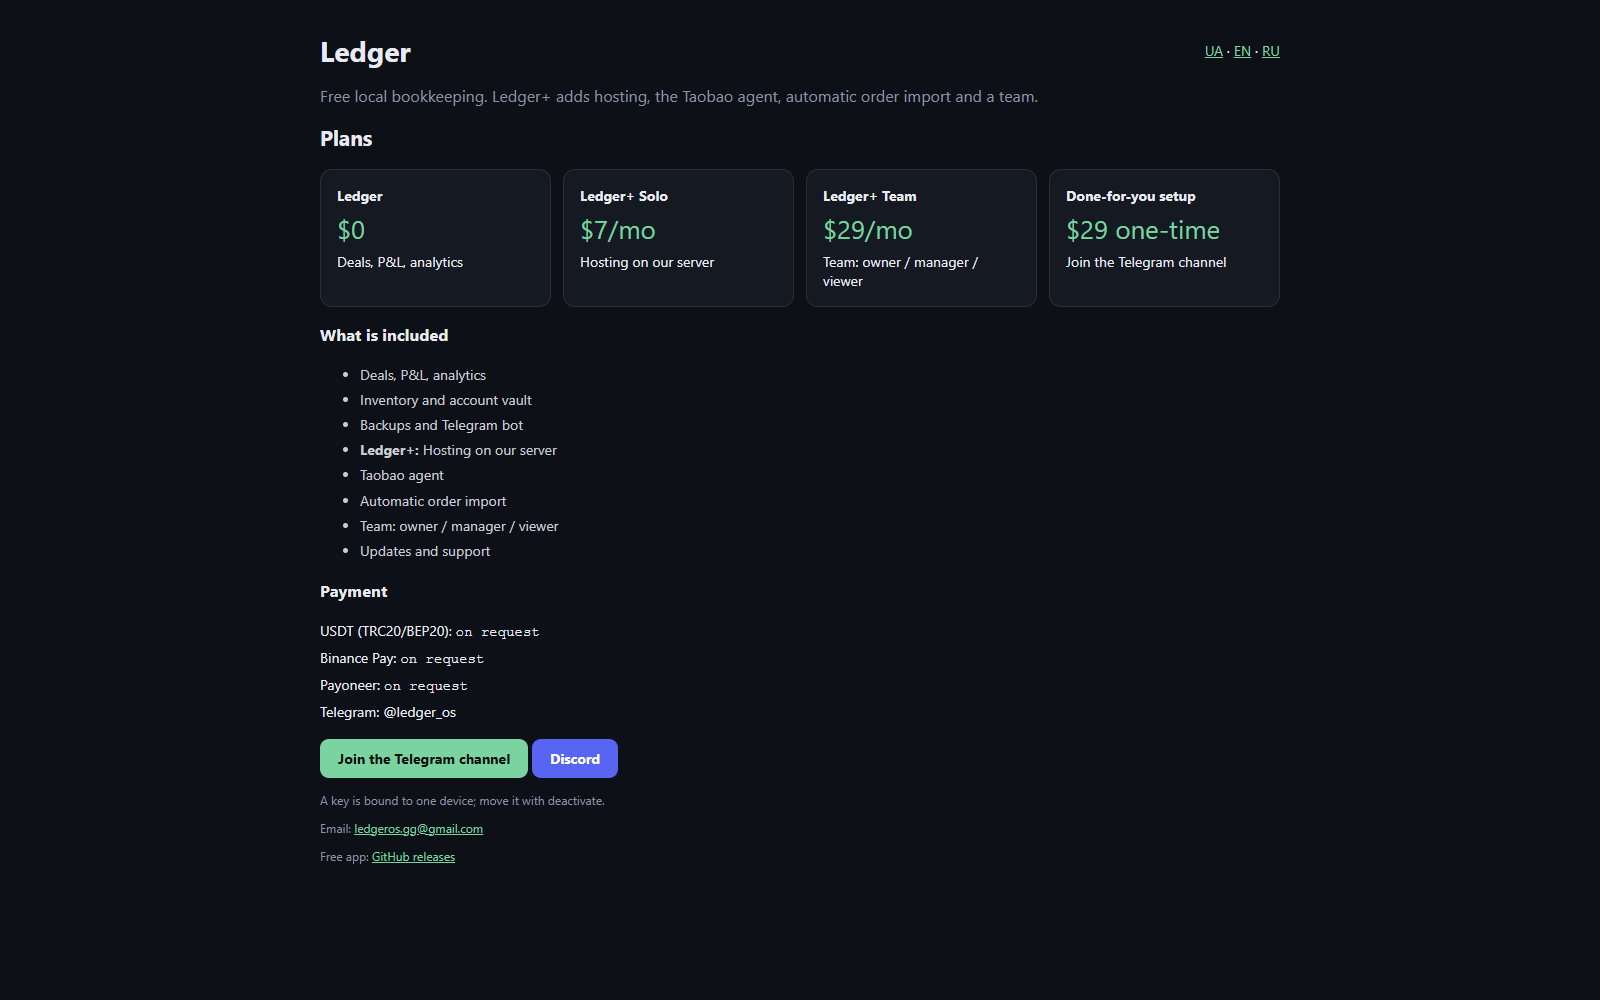 Ledger
UA · EN · RU
Free local bookkeeping. Ledger+ adds hosting, the Taobao agent, automatic order import and a team.
Plans
Ledger
$0
Deals, P&L, analytics
Ledger+ Solo
$7/mo
Hosting on our server
Ledger+ Team
$29/mo
Team: owner / manager /
viewer
Done-for-you setup
$29 one-time
Join the Telegram channel
What is included
• Deals, P&L, analytics
• Inventory and account vault
• Backups and Telegram bot
• Ledger+: Hosting on our server
• Taobao agent
• Automatic order import
• Team: owner / manager / viewer
• Updates and support
Payment
USDT (TRC20/BEP20): on request
Binance Pay: on request
Payoneer: on request
Telegram: @ledger_os
Join the Telegram channel
Discord
A key is bound to one device; move it with deactivate.
Email: ledgeros.gg@gmail.com
Free app: GitHub releases